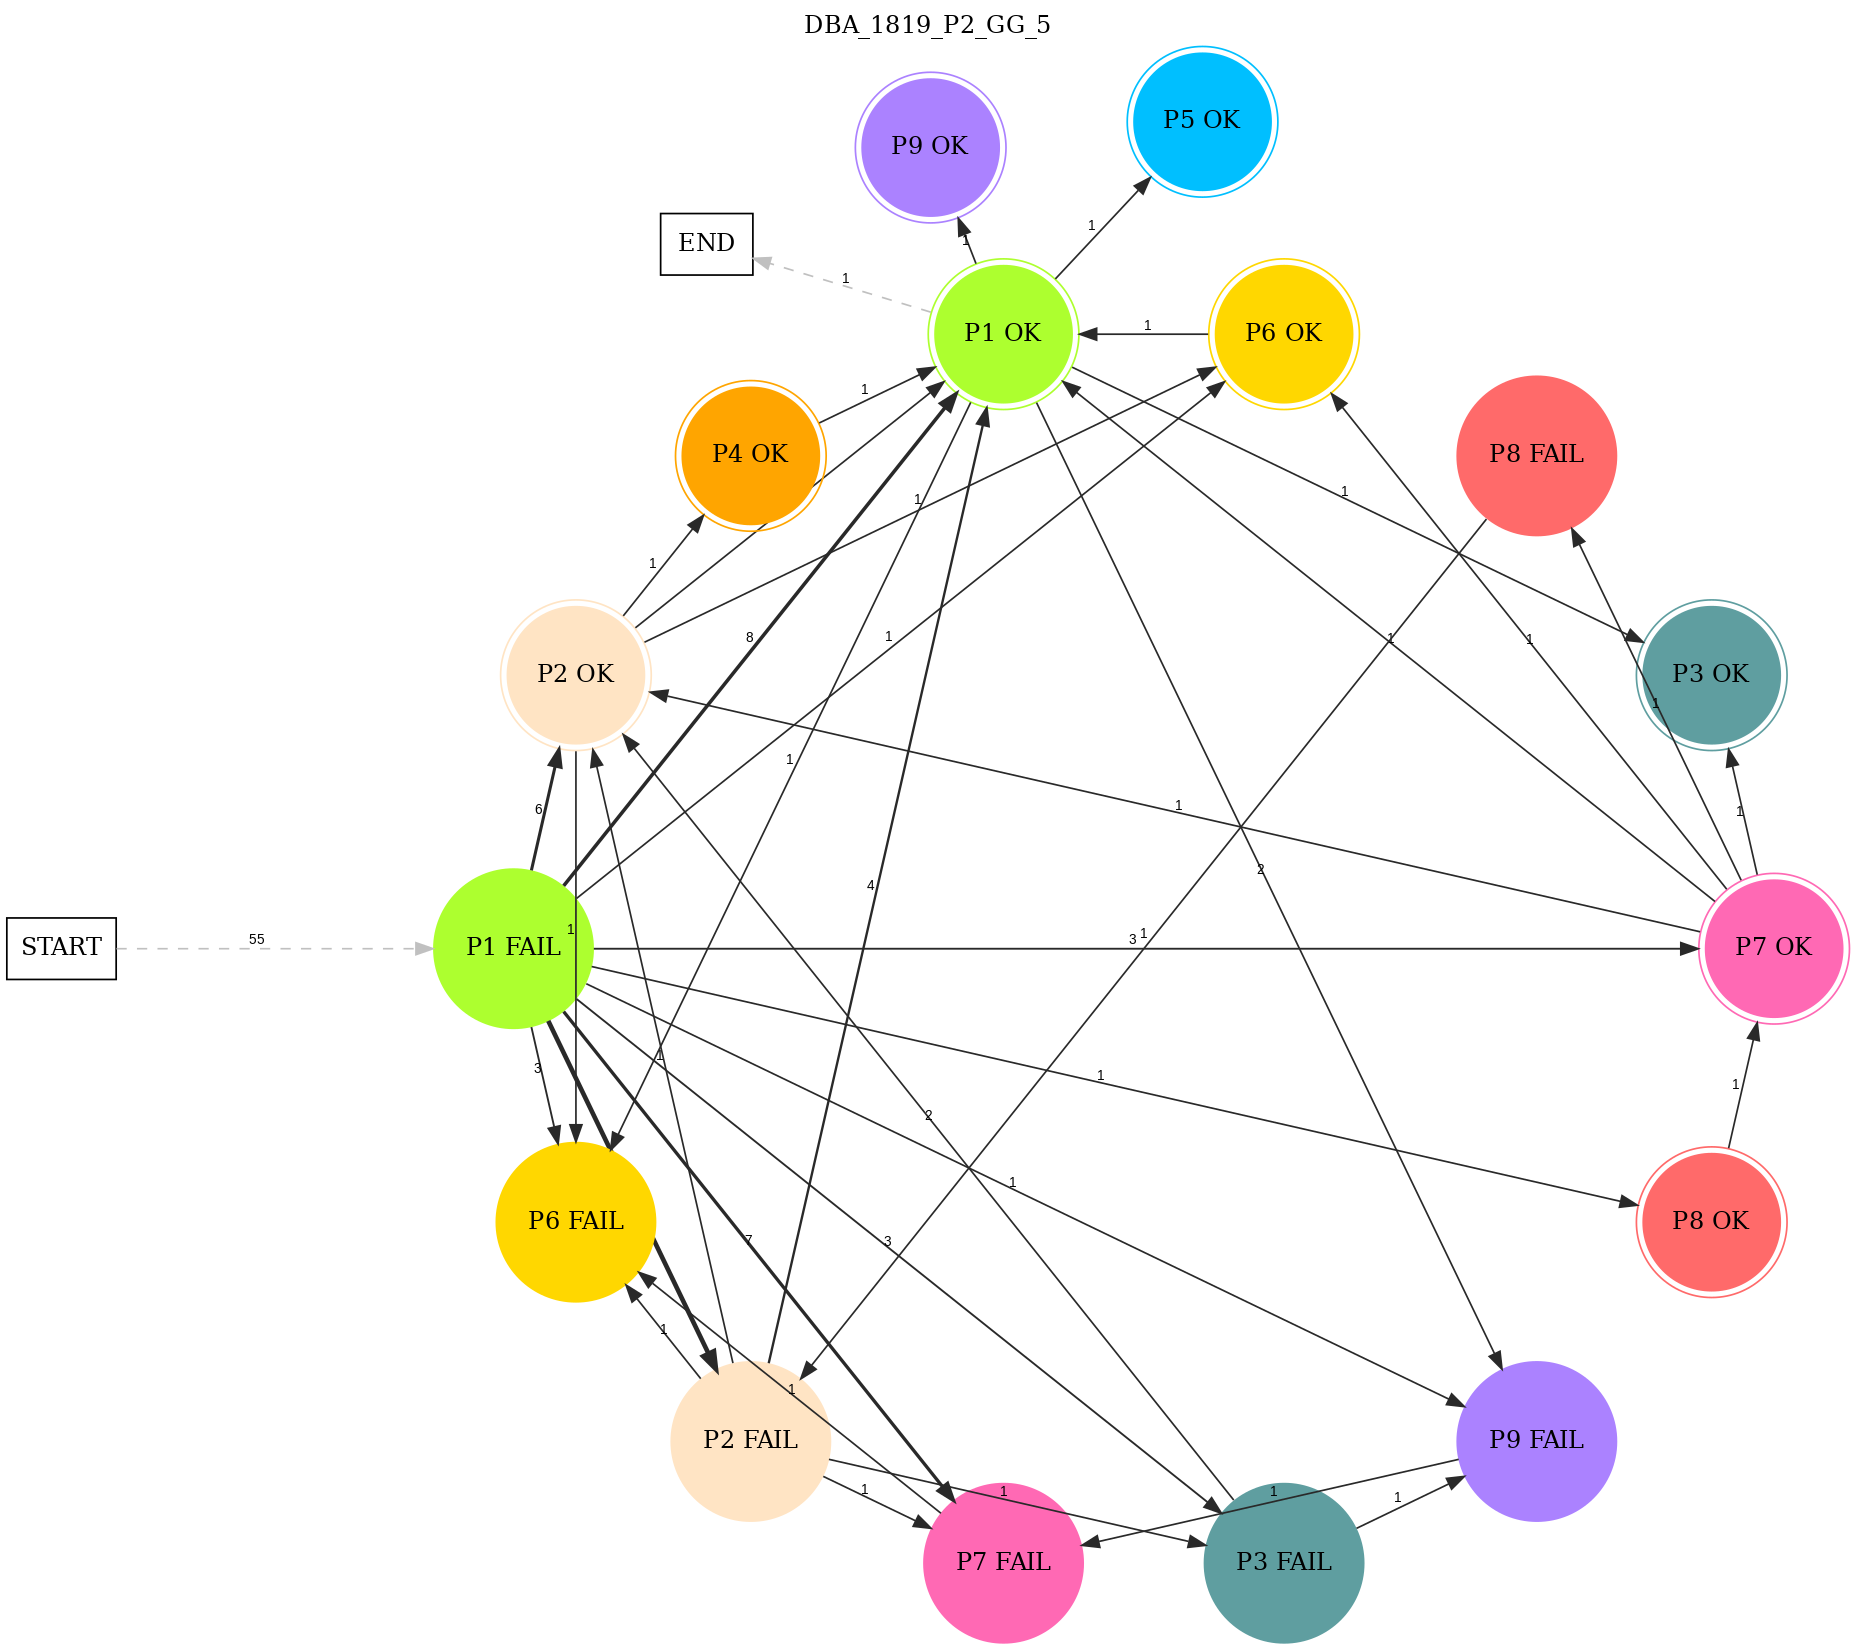 DBA_1819_P2_GG_5
P5 OK
P9 OK
1
1
END
1
P1 OK
1
P6 OK
1
P4 OK
P8 FAIL
1
1
1
8
1
1
1
P2 OK
P3 OK
1
1
1
6
1
4
2
1
3
1
START
55
P1 FAIL
P7 OK
1
3
1
1
1
2
1
P6 FAIL
P8 OK
7
3
1
1
P2 FAIL
P9 FAIL
1
1
1
1
P7 FAIL
P3 FAIL